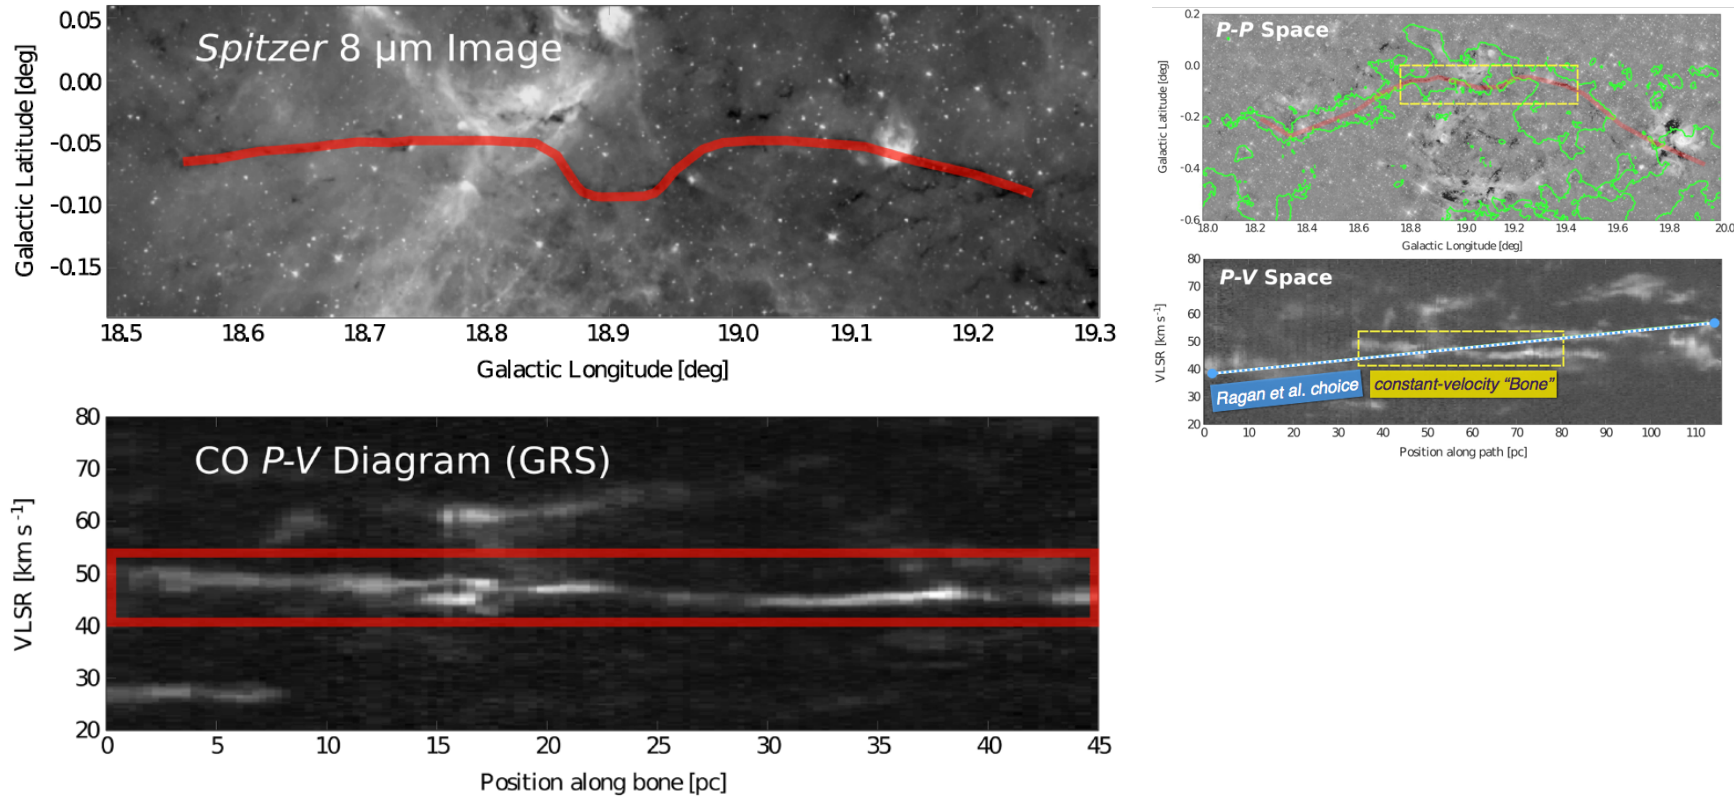 Spitzer 8 μm Image
0.05
0.00
−0.05
−0.10
−0.15
Galactic Latitude [deg]
18.5 18.6 18.7 18.8 18.9 19.0 19.1 19.2 19.3
Galactic Longitude [deg]
CO P-V Diagram (GRS)
80
70
60
50
40
30
20
VLSR [km s⁻¹]
0 5 10 15 20 25 30 35 40 45
Position along bone [pc]
P-P Space
0.2
0.0
-0.2
-0.4
-0.6
Galactic Latitude [deg]
18.0 18.2 18.4 18.6 18.8 19.0 19.2 19.4 19.6 19.8 20.0
Galactic Longitude [deg]
P-V Space
80
70
60
50
40
30
20
VLSR [km s⁻¹]
Ragan et al. choice
constant-velocity “Bone”
0 10 20 30 40 50 60 70 80 90 100 110
Position along path [pc]